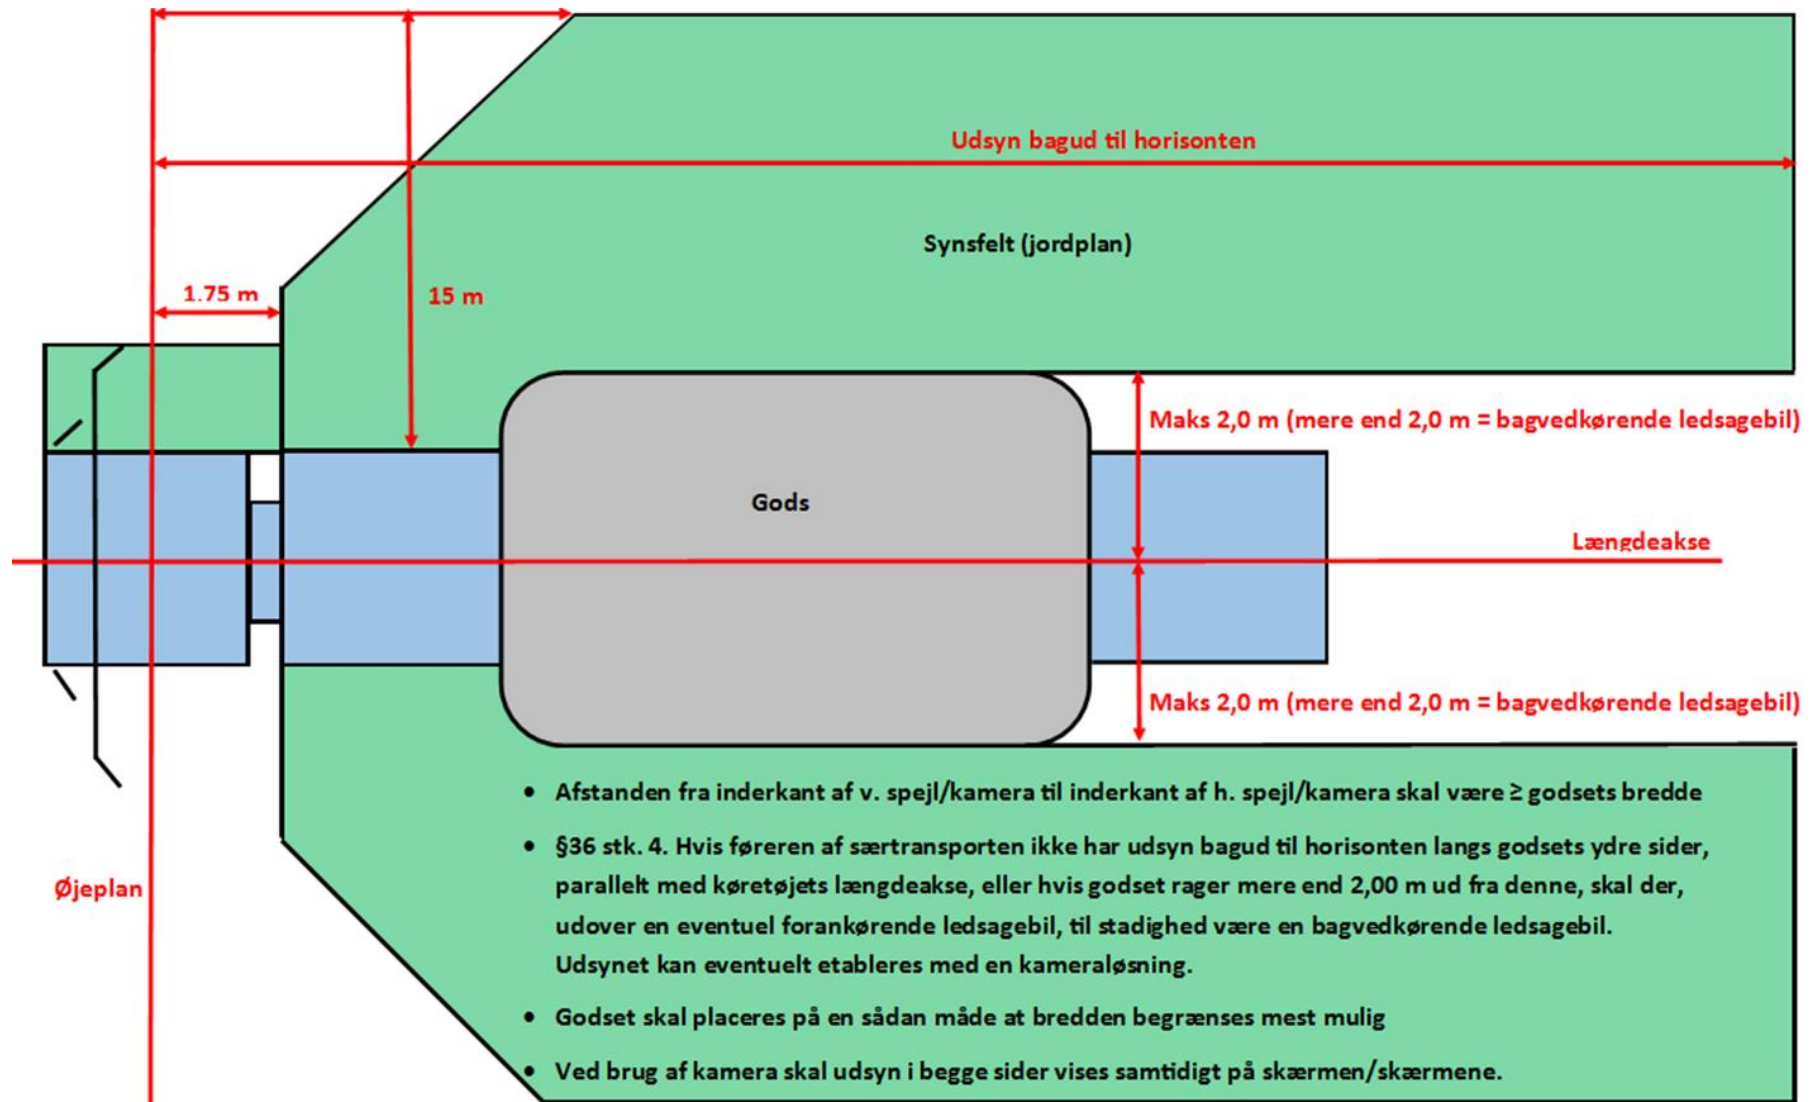 Udsyn bagud til horisonten
Synsfelt (jordplan)
1.75 m
15 m
Maks 2,0 m (mere end 2,0 m = bagvedkørende ledsagebil)
Gods
Længdeakse
Maks 2,0 m (mere end 2,0 m = bagvedkørende ledsagebil)
Øjeplan
• Afstanden fra inderkant af v. spejl/kamera til inderkant af h. spejl/kamera skal være ≥ godsets bredde
• §36 stk. 4. Hvis føreren af særtransporten ikke har udsyn bagud til horisonten langs godsets ydre sider,
parallelt med køretøjets længdeakse, eller hvis godset rager mere end 2,00 m ud fra denne, skal der,
udover en eventuel forankørende ledsagebil, til stadighed være en bagvedkørende ledsagebil.
Udsynet kan eventuelt etableres med en kameraløsning.
• Godset skal placeres på en sådan måde at bredden begrænses mest mulig
• Ved brug af kamera skal udsyn i begge sider vises samtidigt på skærmen/skærmene.